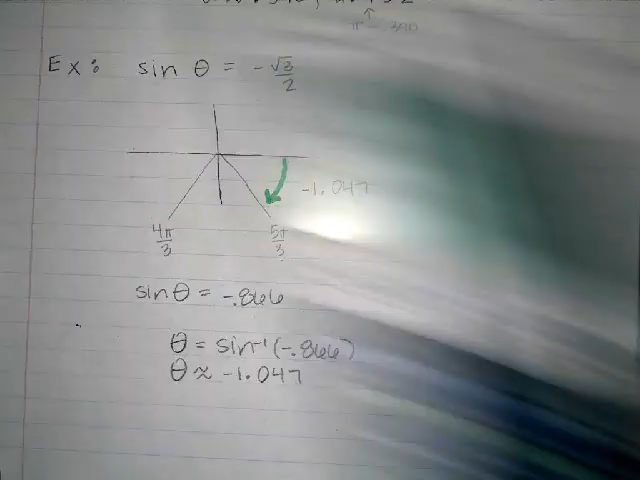 Ex: sin θ = -√3/2
-1.047
4π/3 5π/3
sin θ = -.866
θ = sin⁻¹(-.866)
θ ≈ -1.047